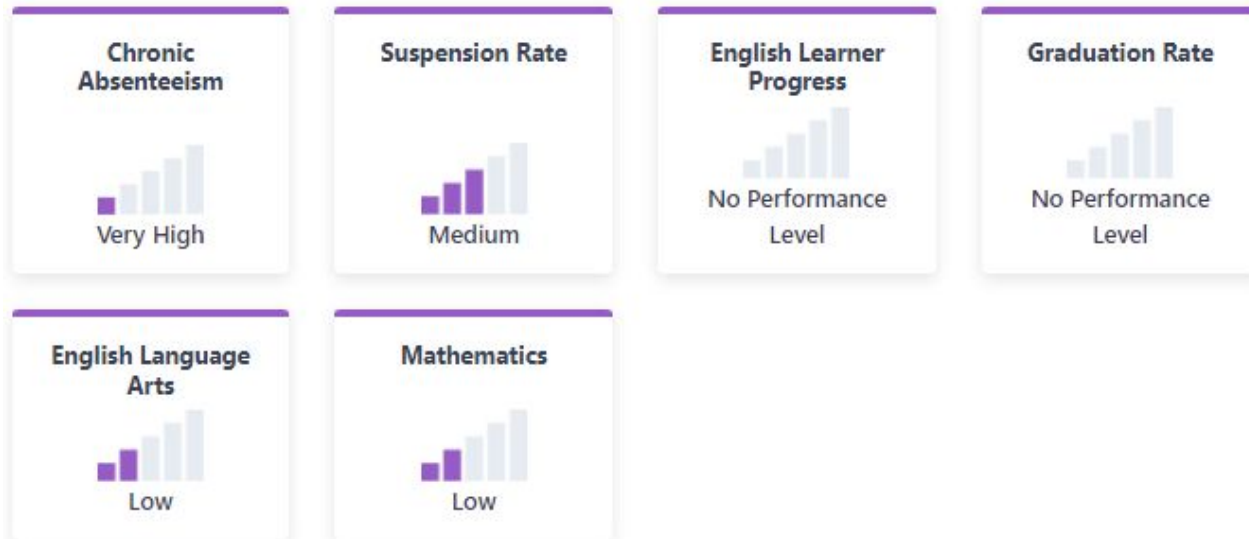 Chronic
Absenteeism
Very High
Suspension Rate
Medium
English Learner
Progress
No Performance
Level
Graduation Rate
No Performance
Level
English Language
Arts
Low
Mathematics
Low